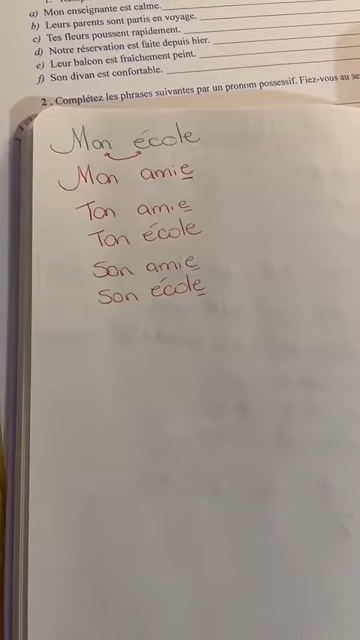 a) Mon enseignante est calme.
b) Leurs parents sont partis en voyage.
c) Tes fleurs poussent rapidement.
d) Notre réservation est faite depuis hier.
e) Leur balcon est fraîchement peint.
f) Son divan est confortable.
2. Complétez les phrases suivantes par un pronom possessif. Fiez-vous au
Mon école
Mon amie
Ton amie
Ton école
Son amie
Son école